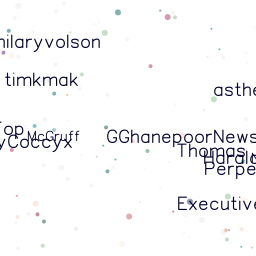 hilaryvolson
timkmak
asthe
Top
McGruff
yCoccyx
GGhanepoorNews
Thomas
Harald
Perpe
Executive